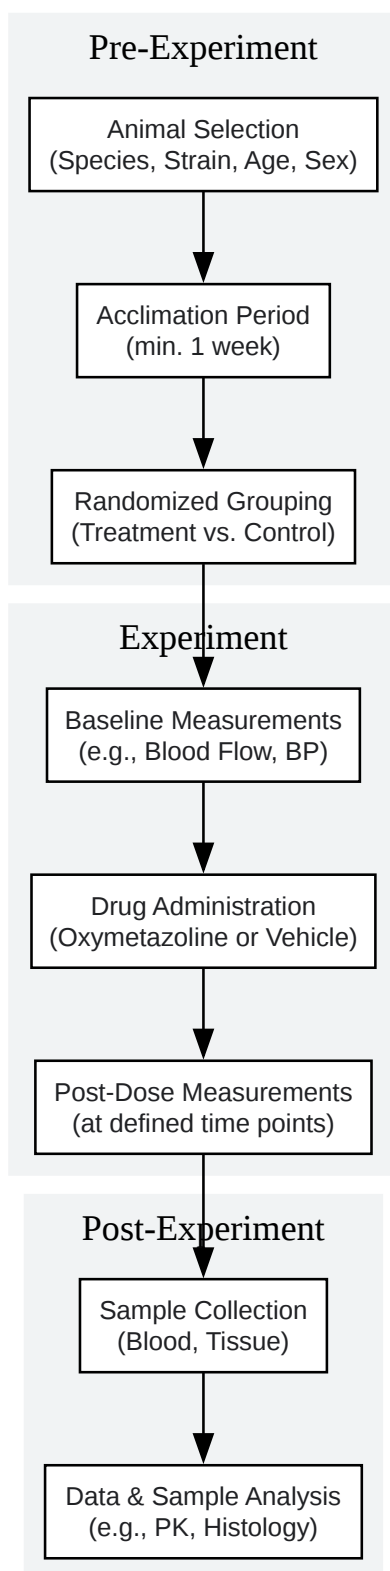 Pre-Experiment
Animal Selection
(Species, Strain, Age, Sex)
Acclimation Period
(min. 1 week)
Randomized Grouping
(Treatment vs. Control)
Experiment
Baseline Measurements
(e.g., Blood Flow, BP)
Drug Administration
(Oxymetazoline or Vehicle)
Post-Dose Measurements
(at defined time points)
Post-Experiment
Sample Collection
(Blood, Tissue)
Data & Sample Analysis
(e.g., PK, Histology)